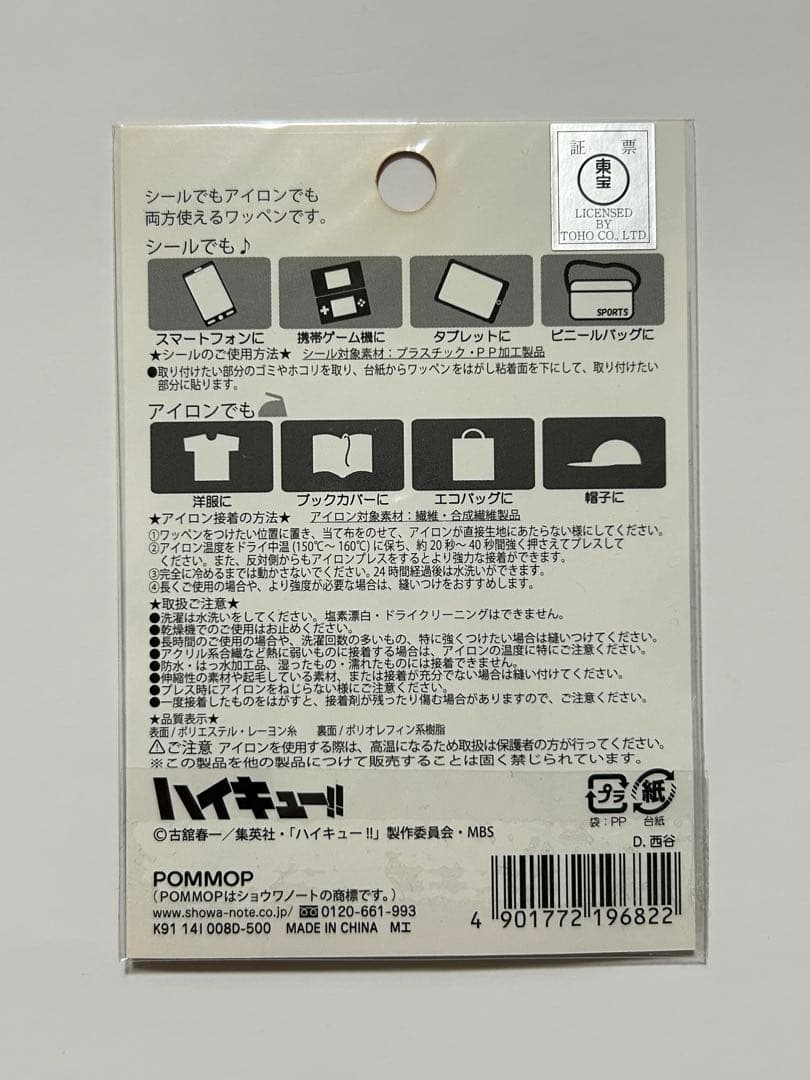 証 票
東宝
LICENSED
BY
TOHO CO., LTD.
シールでもアイロンでも
両方使えるワッペンです。
シールでも♪
SPORTS
スマートフォンに 携帯ゲーム機に タブレットに ビニールバッグに
★シールのご使用方法★ シール対象素材：プラスチック・PP加工製品
●取り付けたい部分のゴミやホコリを取り、台紙からワッペンをはがし粘着面を下にして、取り付けたい
部分に貼ります。
アイロンでも
洋服に ブックカバーに エコバッグに 帽子に
★アイロン接着の方法★ アイロン対象素材：繊維・合成繊維製品
①ワッペンをつけたい位置に置き、当て布をのせて、アイロンが直接生地にあたらない様にしてください。
②アイロン温度をドライ中温(150℃～160℃)に保ち、約20秒～40秒間強く押さえてプレスして
ください。また、反対側からもアイロンプレスをするとより強力な接着ができます。
③完全に冷めるまでは動かさないでください。24時間経過後は水洗いができます。
④長くご使用の場合や、より強度が必要な場合は、縫いつけをおすすめします。
★取扱ご注意★
●洗濯は水洗いをしてください。塩素漂白・ドライクリーニングはできません。
●乾燥機でのご使用はお止めください。
●長時間のご使用の場合や、洗濯回数の多いもの、特に強くつけたい場合は縫いつけてください。
●アクリル系合繊など熱に弱いものに接着する場合は、アイロンの温度に特にご注意ください。
●防水・はっ水加工品、湿ったもの・濡れたものには接着できません。
●伸縮性の素材や起毛している素材、または接着が充分でない場合は縫い付けてください。
●プレス時にアイロンをねじらない様にご注意ください。
●一度接着したものをはがすと、接着剤が残ったり傷む場合がありますので、ご注意ください。
★品質表示★
表面/ポリエステル・レーヨン糸 裏面/ポリオレフィン系樹脂
⚠ご注意 アイロンを使用する際は、高温になるため取扱は保護者の方が行ってください。
※この製品を他の製品につけて販売することは固く禁じられています。
ハイキュー!!
プラ 紙
袋：PP 台紙
©古舘春一／集英社・「ハイキュー!!」製作委員会・MBS
D. 西谷
POMMOP
(POMMOPはショウワノートの商標です。)
www.showa-note.co.jp/ 0120-661-993
K91 141 008D-500 MADE IN CHINA Mエ
4 901772 196822